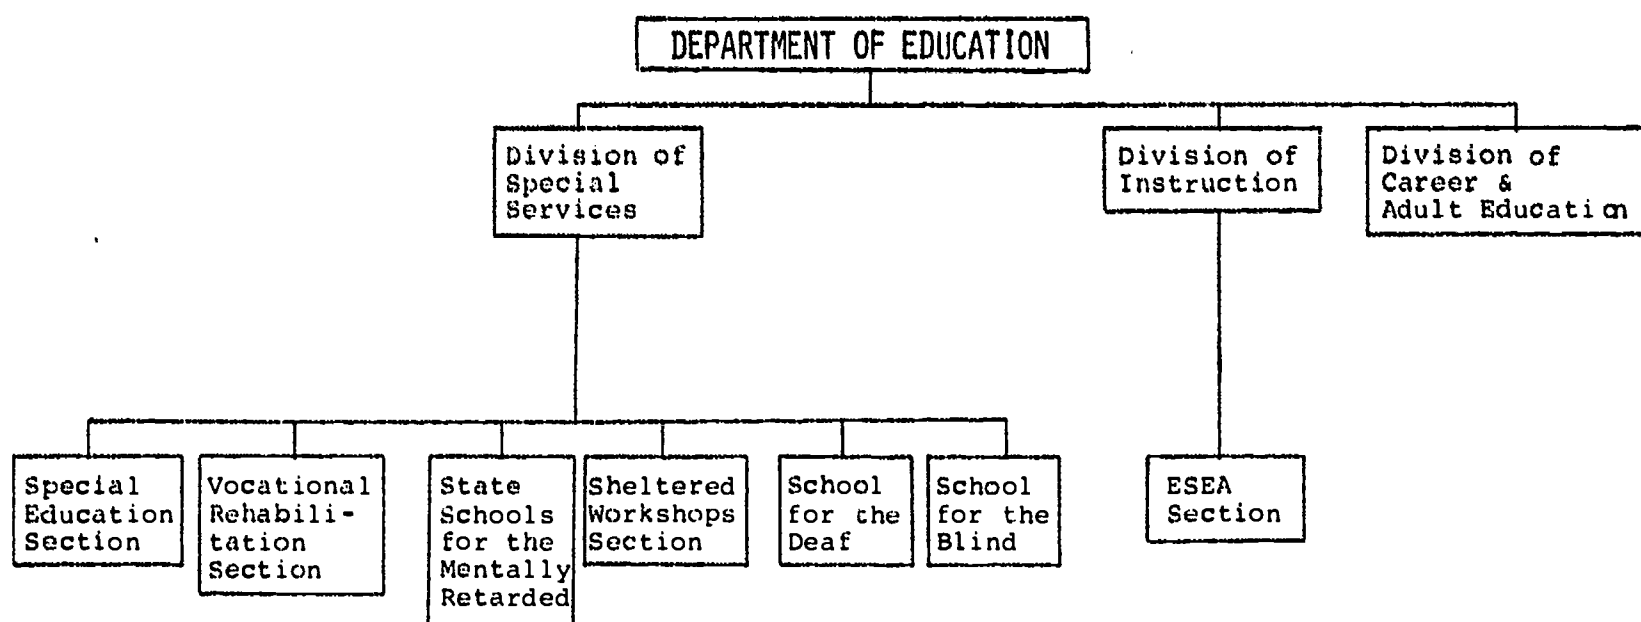 DEPARTMENT OF EDUCATION
Division of
Special
Services
Division of
Instruction
Division of
Career &
Adult Education
Special
Education
Section
Vocational
Rehabili-
tation
Section
State
Schools
for the
Mentally
Retarded
Sheltered
Workshops
Section
School
for the
Deaf
School
for the
Blind
ESEA
Section